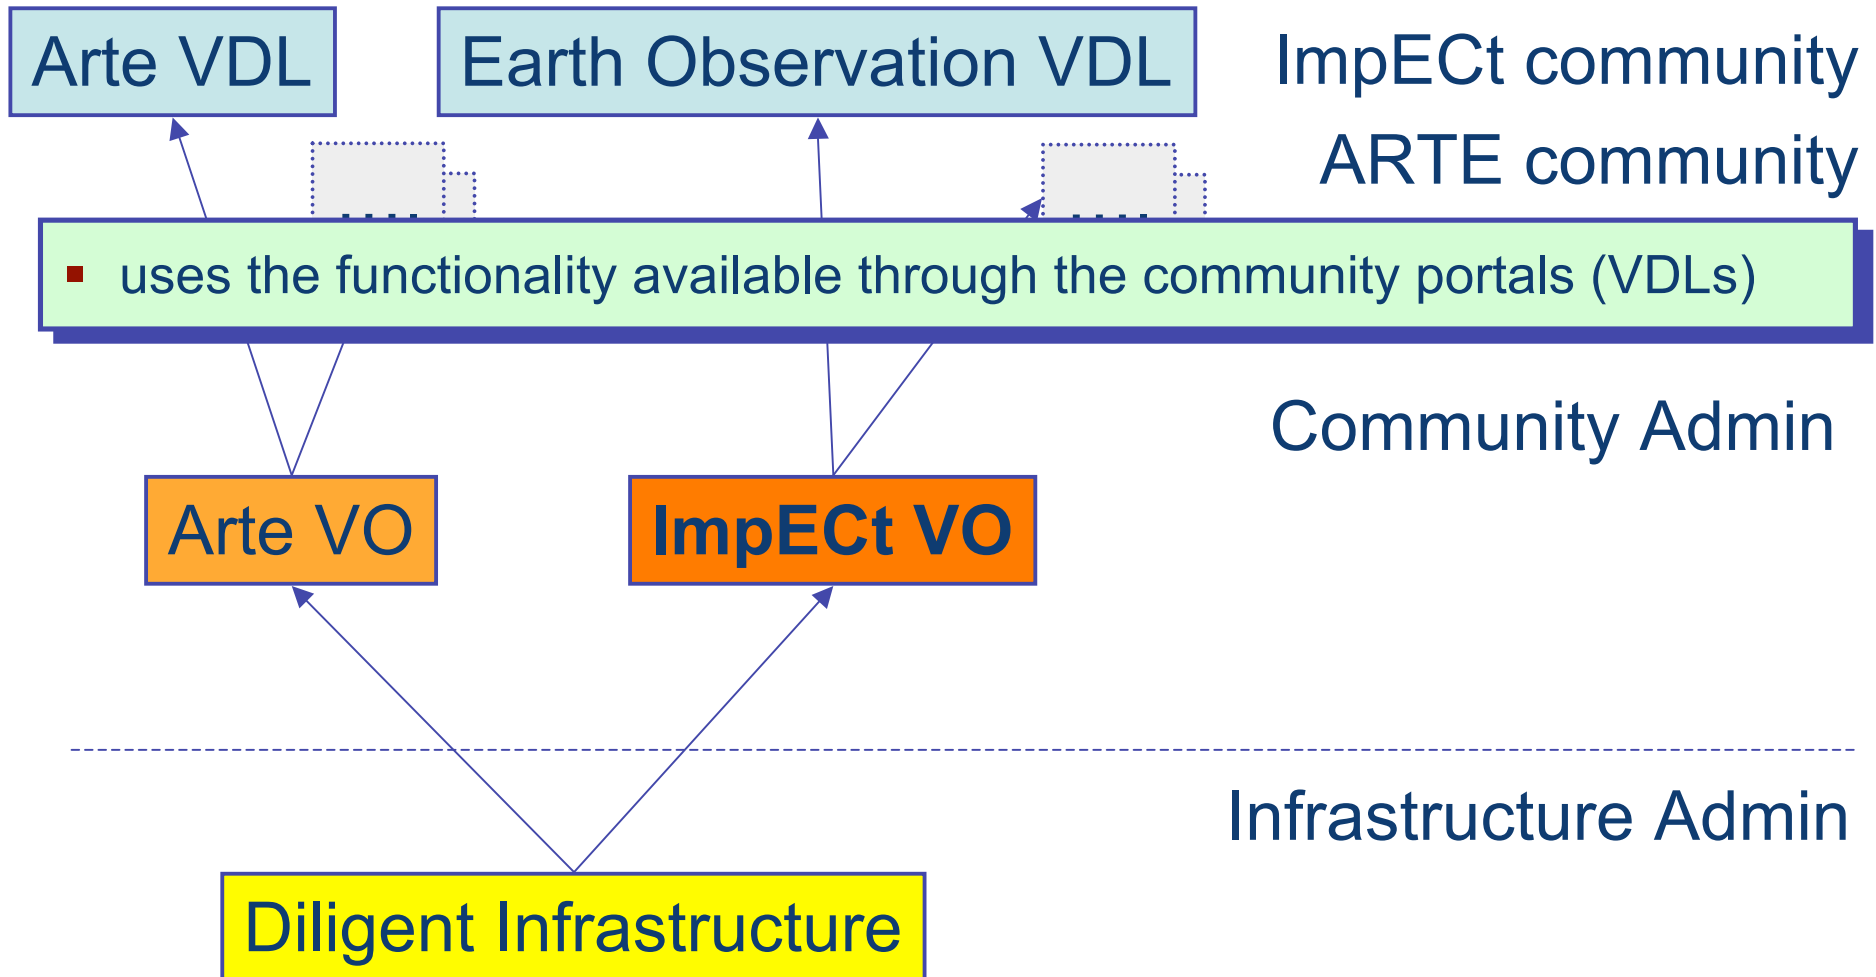 Arte VDL
Earth Observation VDL
ImpECt community
ARTE community
▪ uses the functionality available through the community portals (VDLs)
Community Admin
Arte VO
ImpECt VO
Infrastructure Admin
Diligent Infrastructure